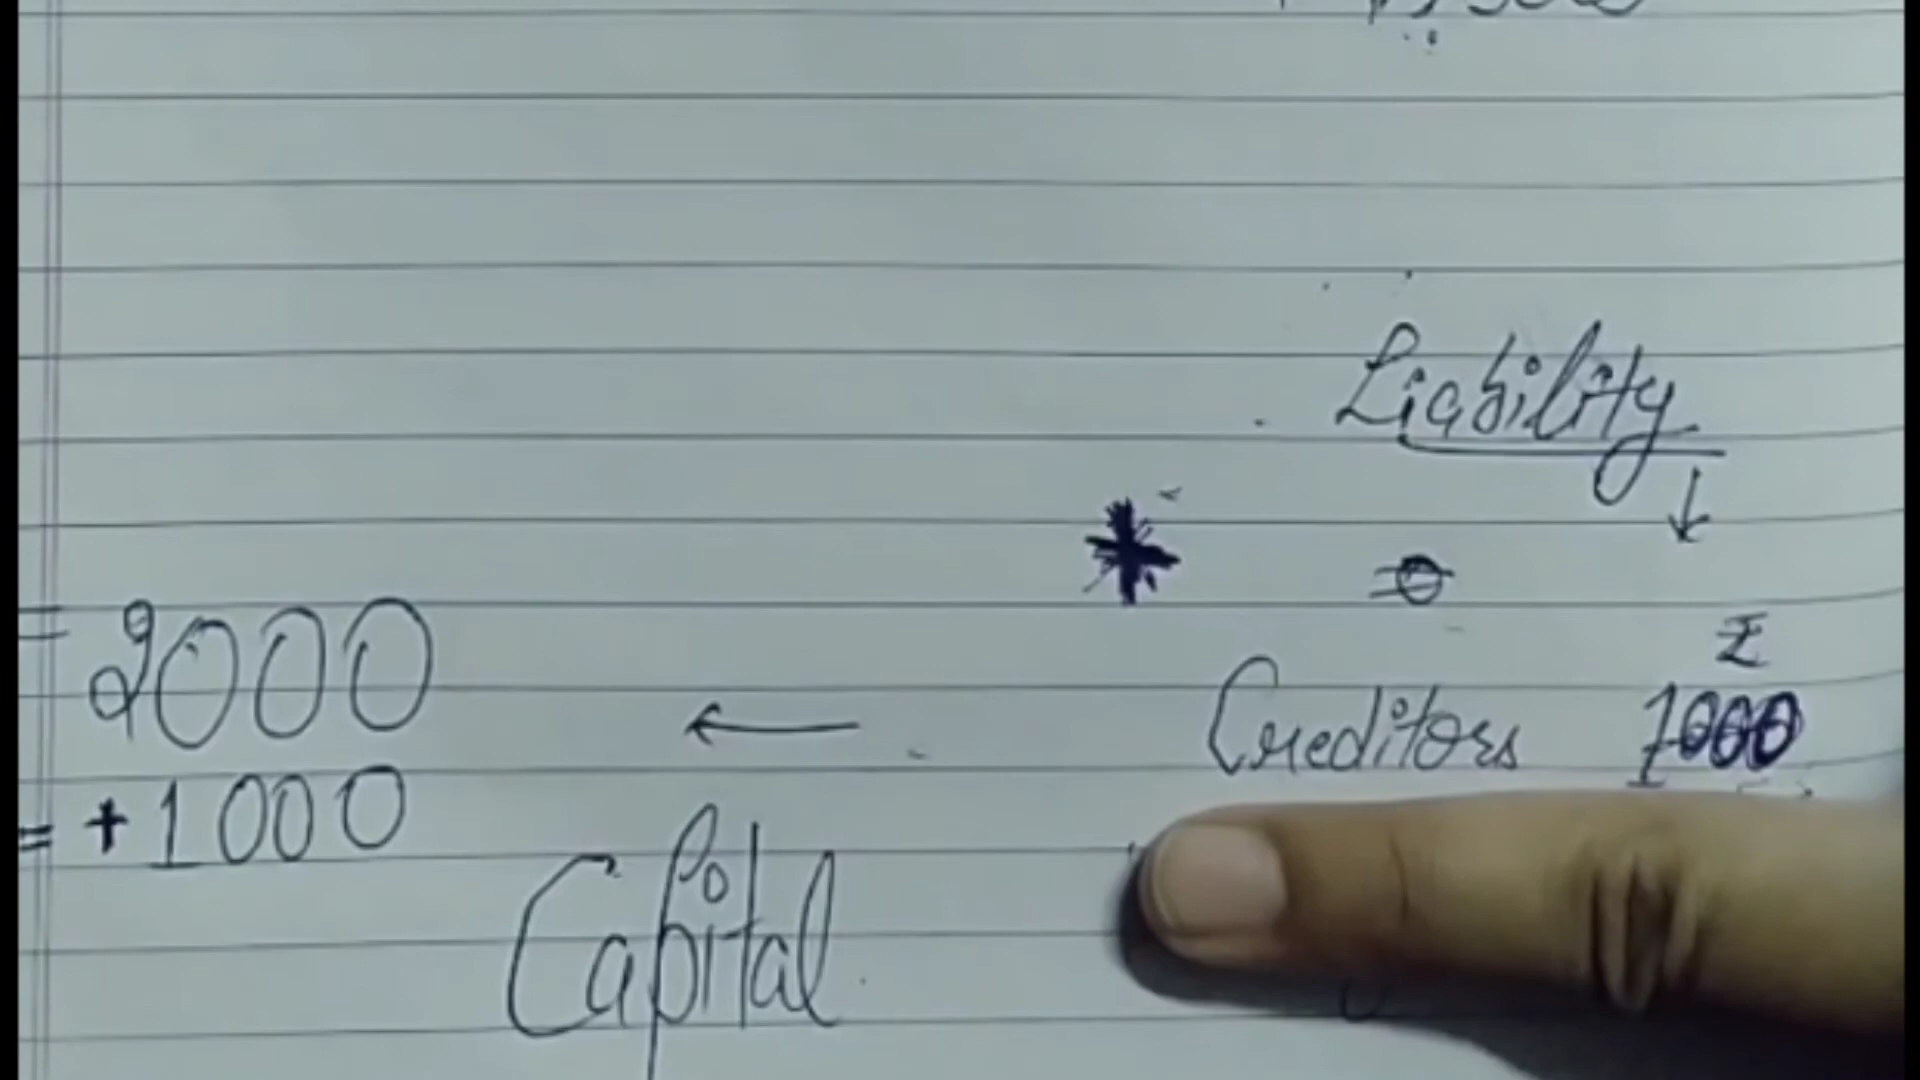 Liability
↓
₹
= 2000 ← Creditors 1000
= + 1000
Capital